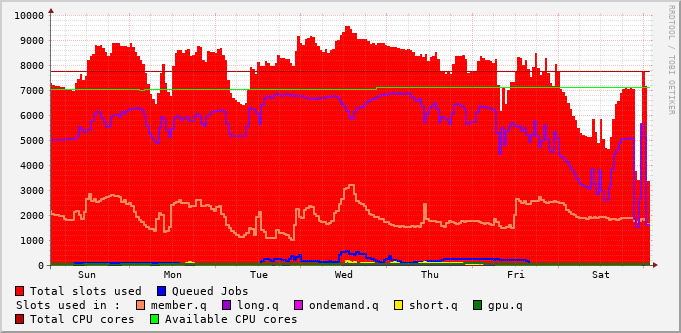 10000
9000
8000
7000
6000
5000
4000
3000
2000
1000
0
Sun Mon Tue Wed Thu Fri Sat
RRDTOOL / TOBI OETIKER
Total slots used Queued Jobs
Slots used in : member.q long.q ondemand.q short.q gpu.q
Total CPU cores Available CPU cores